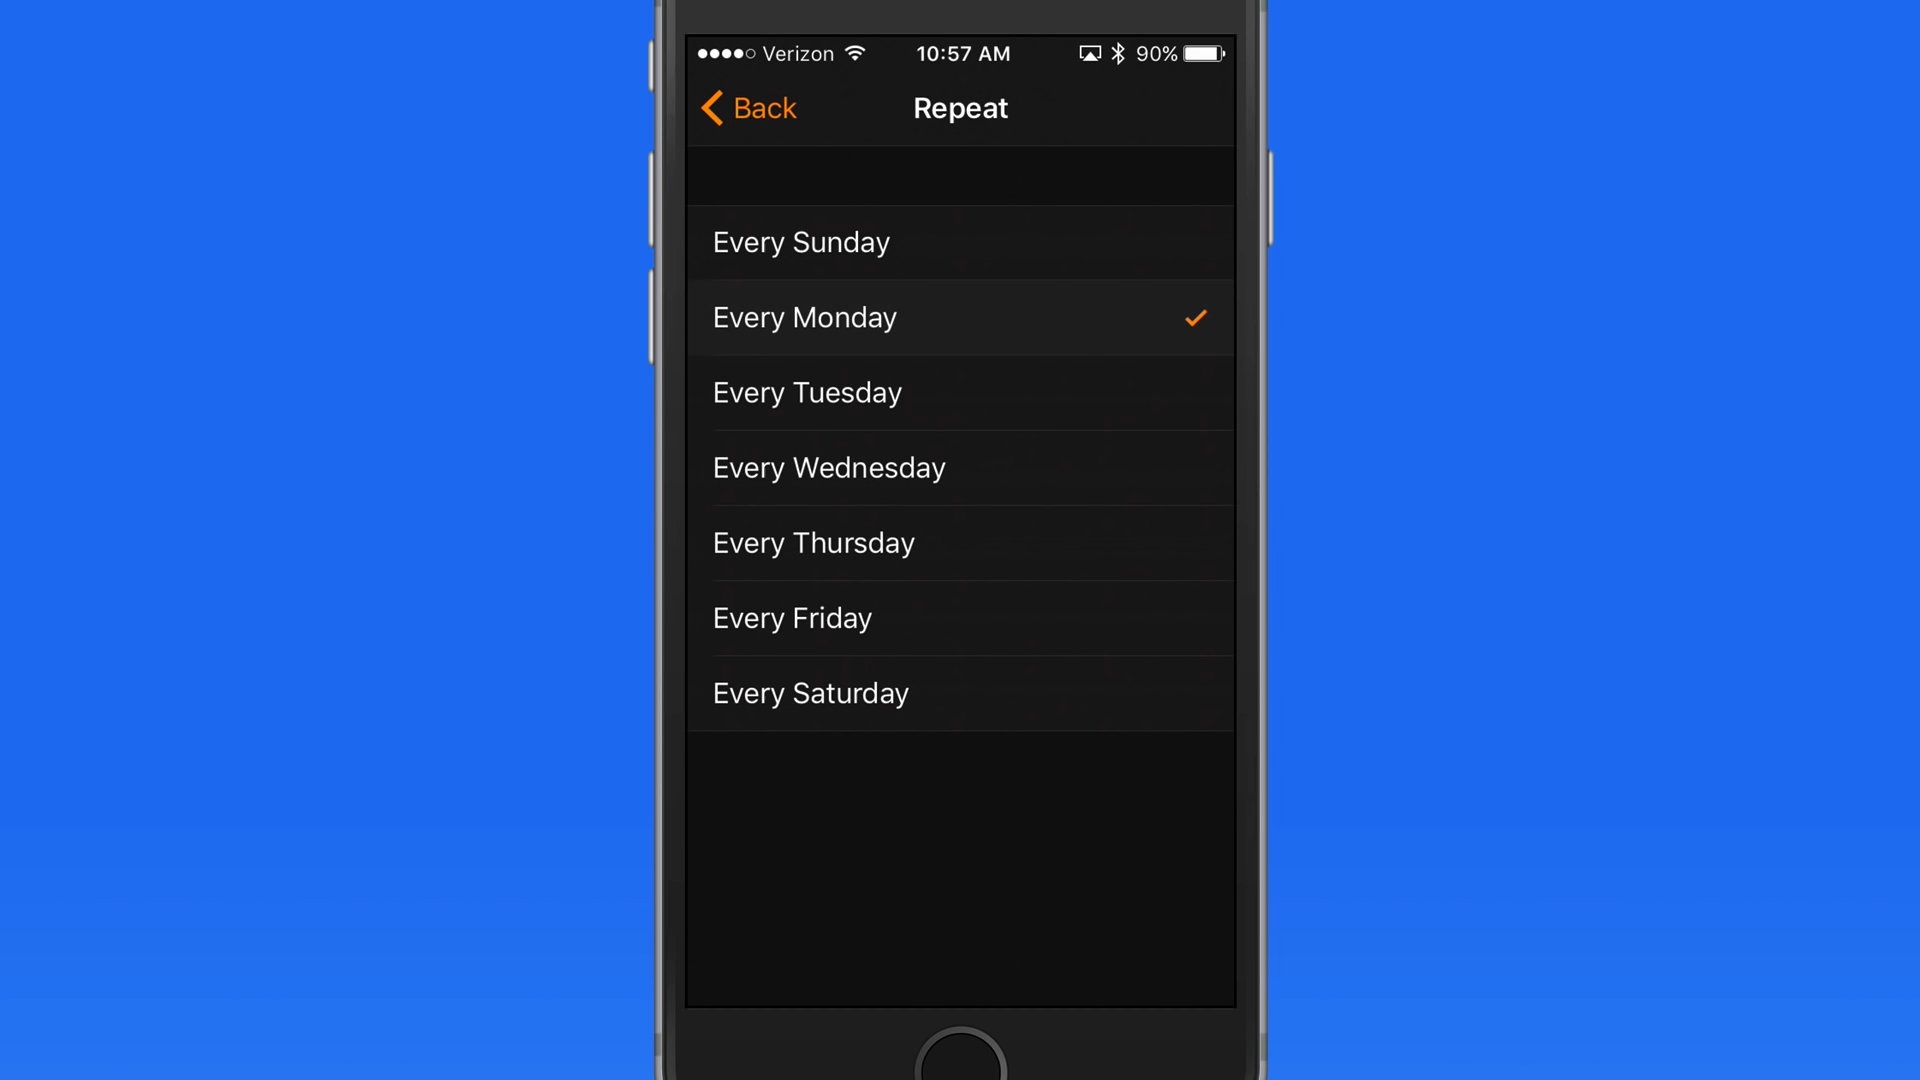 Verizon 10:57 AM 90%
Back Repeat
Every Sunday
Every Monday
Every Tuesday
Every Wednesday
Every Thursday
Every Friday
Every Saturday